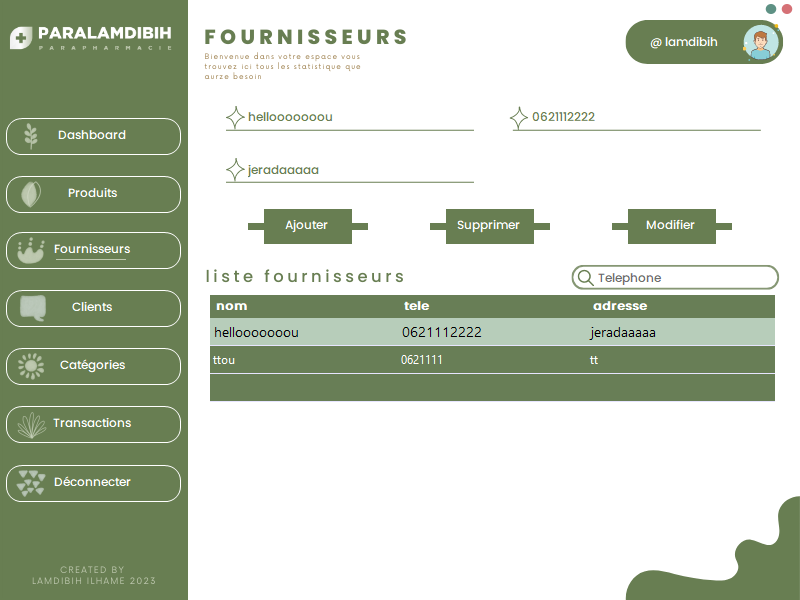 PARALAMDIBIH
PARAPHARMACIE
Dashboard
Produits
Fournisseurs
Clients
Catégories
Transactions
Déconnecter
CREATED BY
LAMDIBIH ILHAME 2023
FOURNISSEURS
Bienvenue dans votre espace vous
trouvez ici tous les statistique que
aurze besoin
@ lamdibih
hellooooooou
0621112222
jeradaaaaa
Ajouter
Supprimer
Modifier
liste fournisseurs
Telephone
nom tele adresse
hellooooooou 0621112222 jeradaaaaa
ttou 0621111 tt